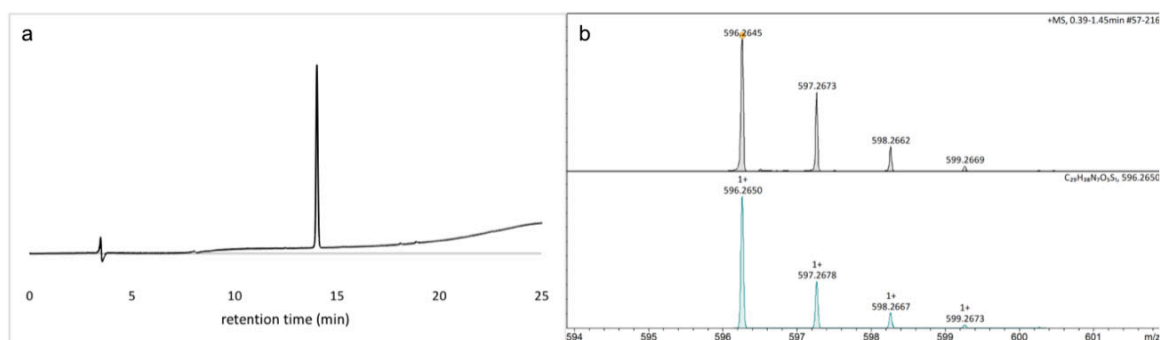 a
0 5 10 15 20 25
retention time (min)
b
+MS, 0.39-1.45min #57-216
596.2645
597.2673
598.2662
599.2669
C₂₉H₃₈N₇O₅S₁, 596.2650
1+
596.2650
1+
597.2678
1+
598.2667
1+
599.2673
594 595 596 597 598 599 600 601 m/z